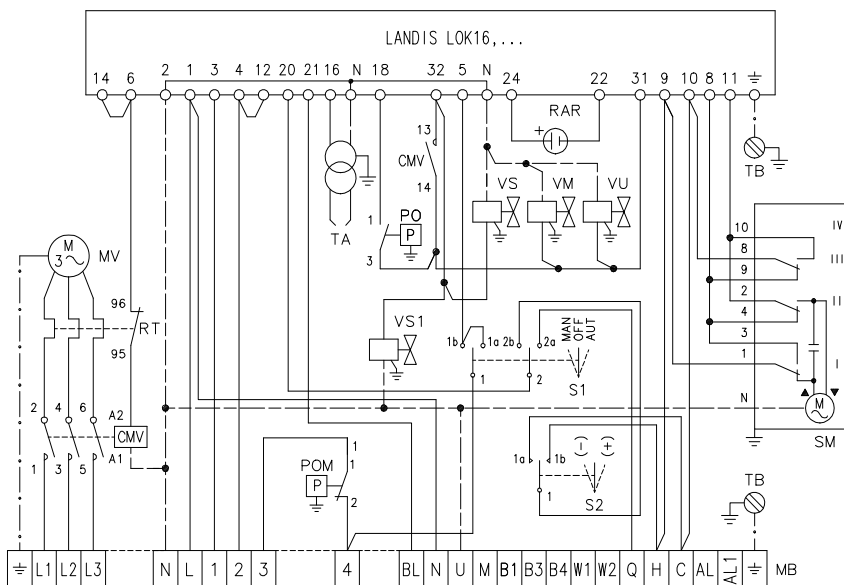 LANDIS LOK16,...
14 6 2 1 3 4 12 20 21 16 N 18 32 5 N 24 22 31 9 10 8 11
RAR
+
13
CMV
14
TB
VS VM VU
TA
1
PO
P
3
10 IV
8
III
9
2
II
4
3
1
I
N
M
SM
M
3
MV
96
RT
95
VS1
1b 1a 2b 2a
MAN
OFF
AUT
1 2
S1
2 4 6 A2
CMV
1 3 5 A1
3
1
1
POM
P
2
1a 1b
(-) (+)
1
S2
TB
L1 L2 L3 N L 1 2 3 4 BL N U M B1 B3 B4 W1 W2 Q H C AL AL1 MB